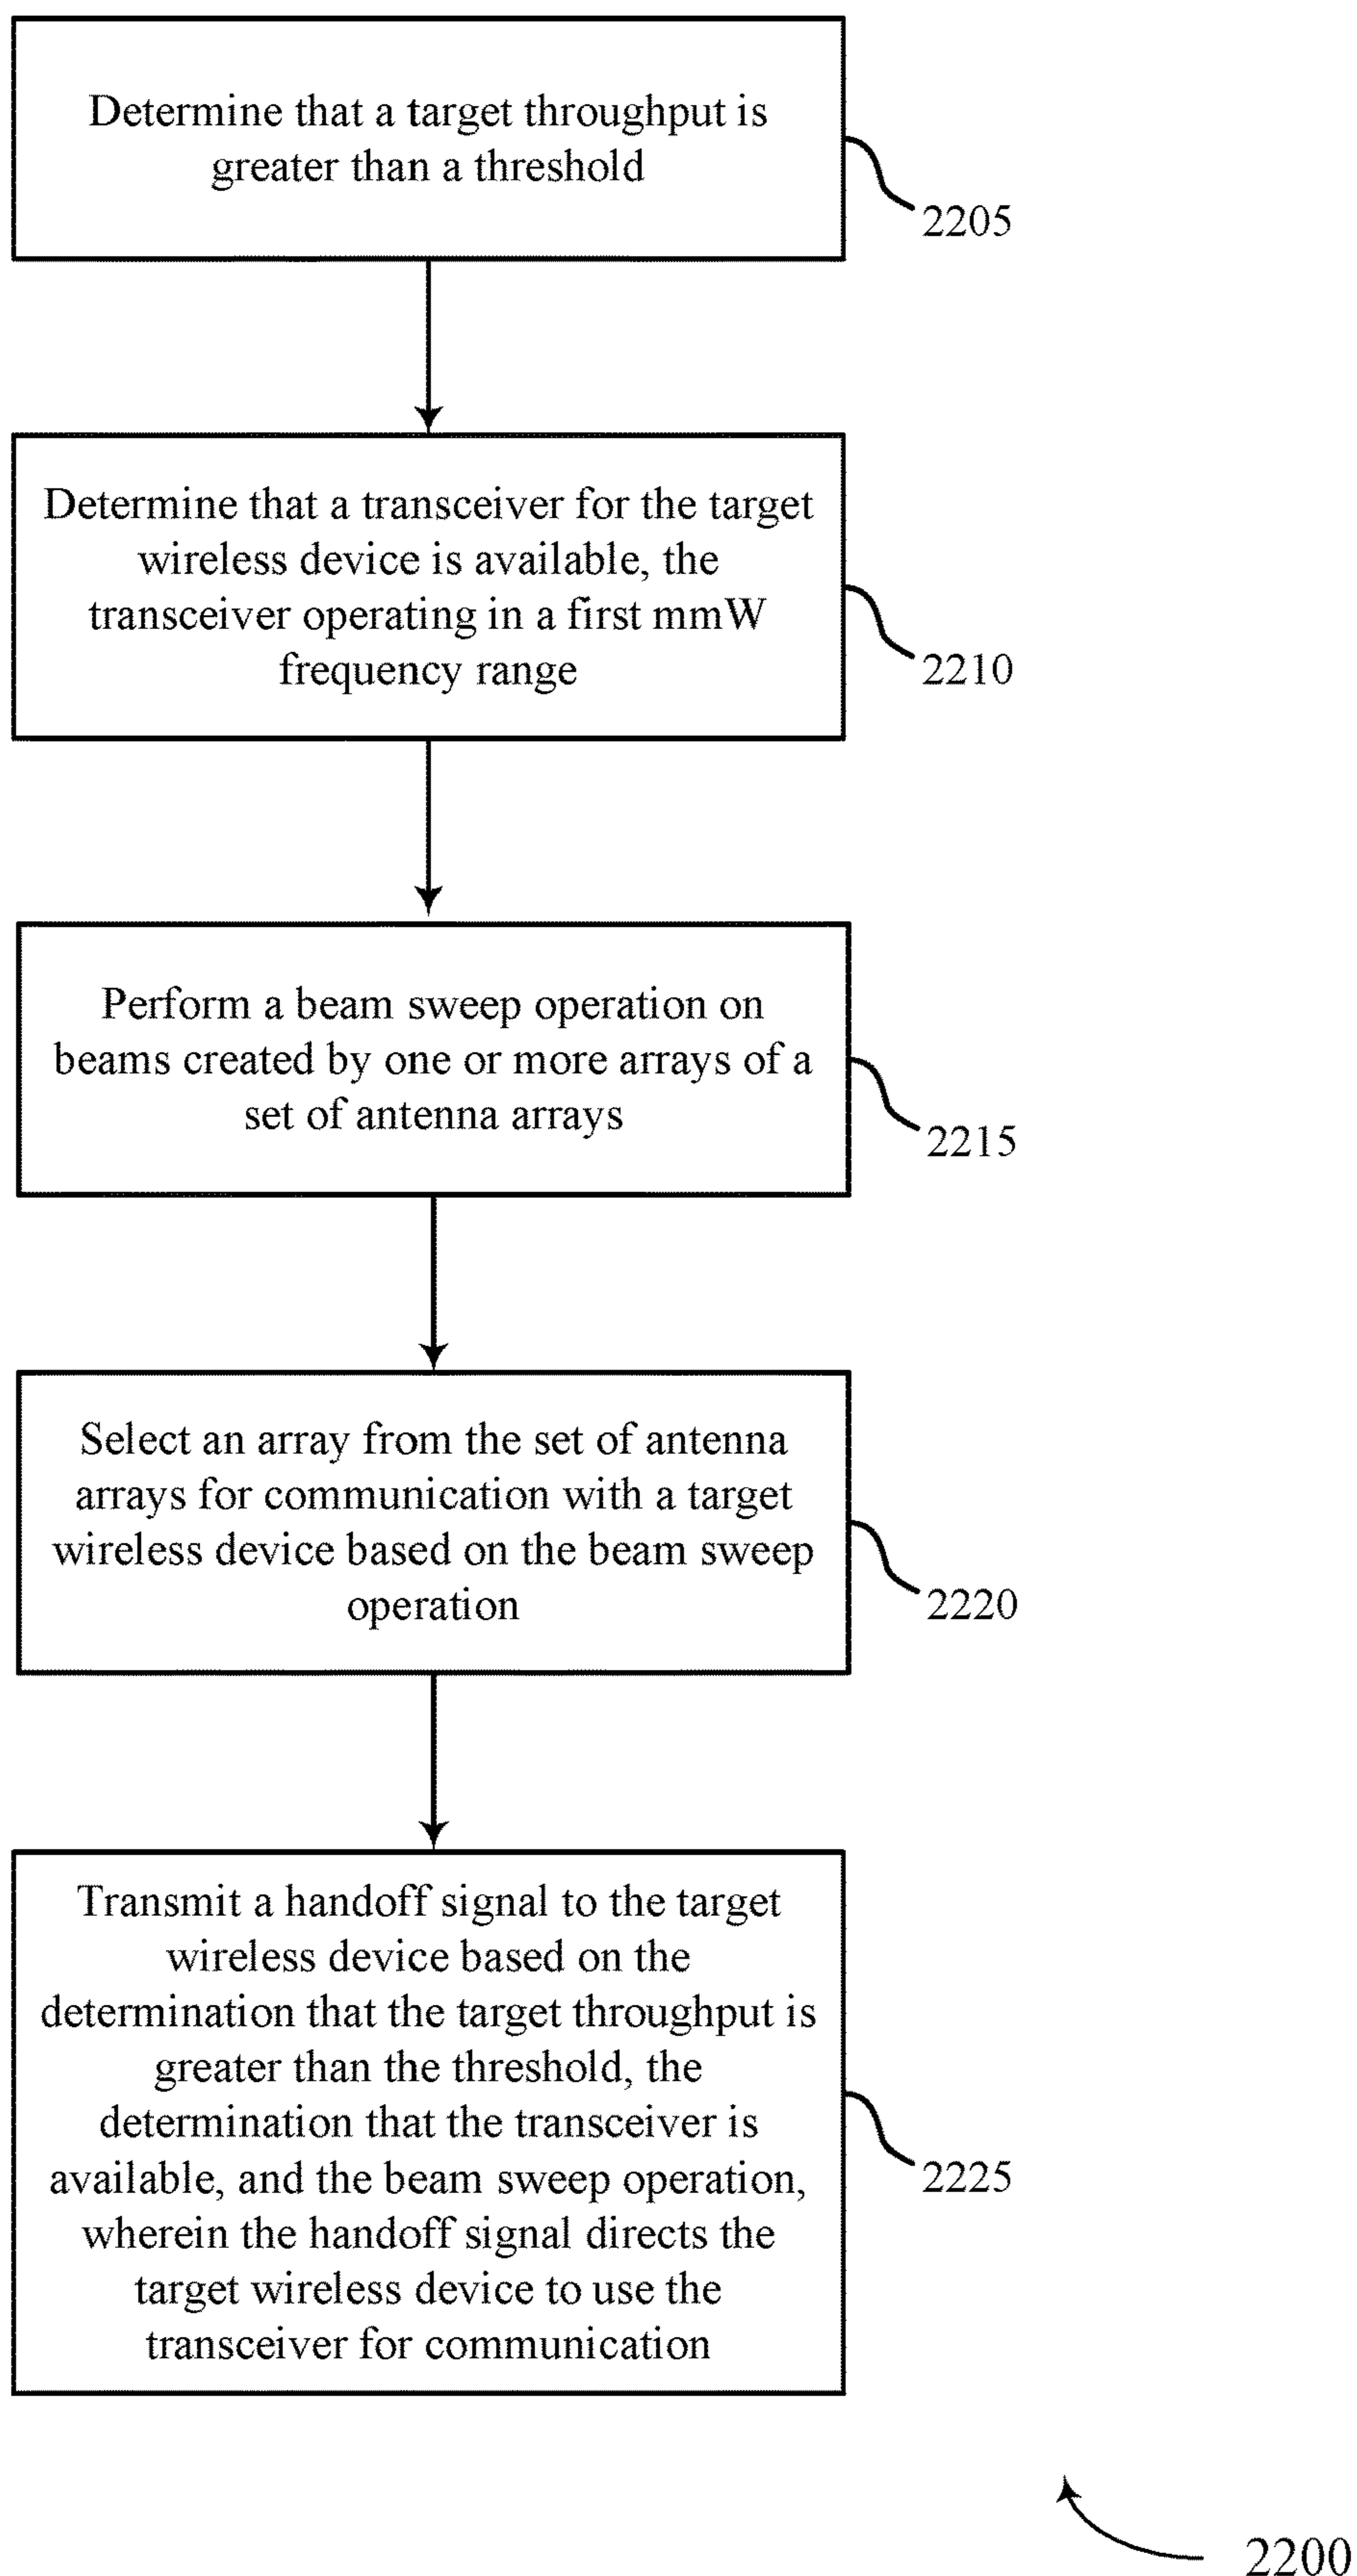 Determine that a target throughput is
greater than a threshold
2205
Determine that a transceiver for the target
wireless device is available, the
transceiver operating in a first mmW
frequency range
2210
Perform a beam sweep operation on
beams created by one or more arrays of a
set of antenna arrays
2215
Select an array from the set of antenna
arrays for communication with a target
wireless device based on the beam sweep
operation
2220
Transmit a handoff signal to the target
wireless device based on the
determination that the target throughput is
greater than the threshold, the
determination that the transceiver is
available, and the beam sweep operation,
wherein the handoff signal directs the
target wireless device to use the
transceiver for communication
2225
2200